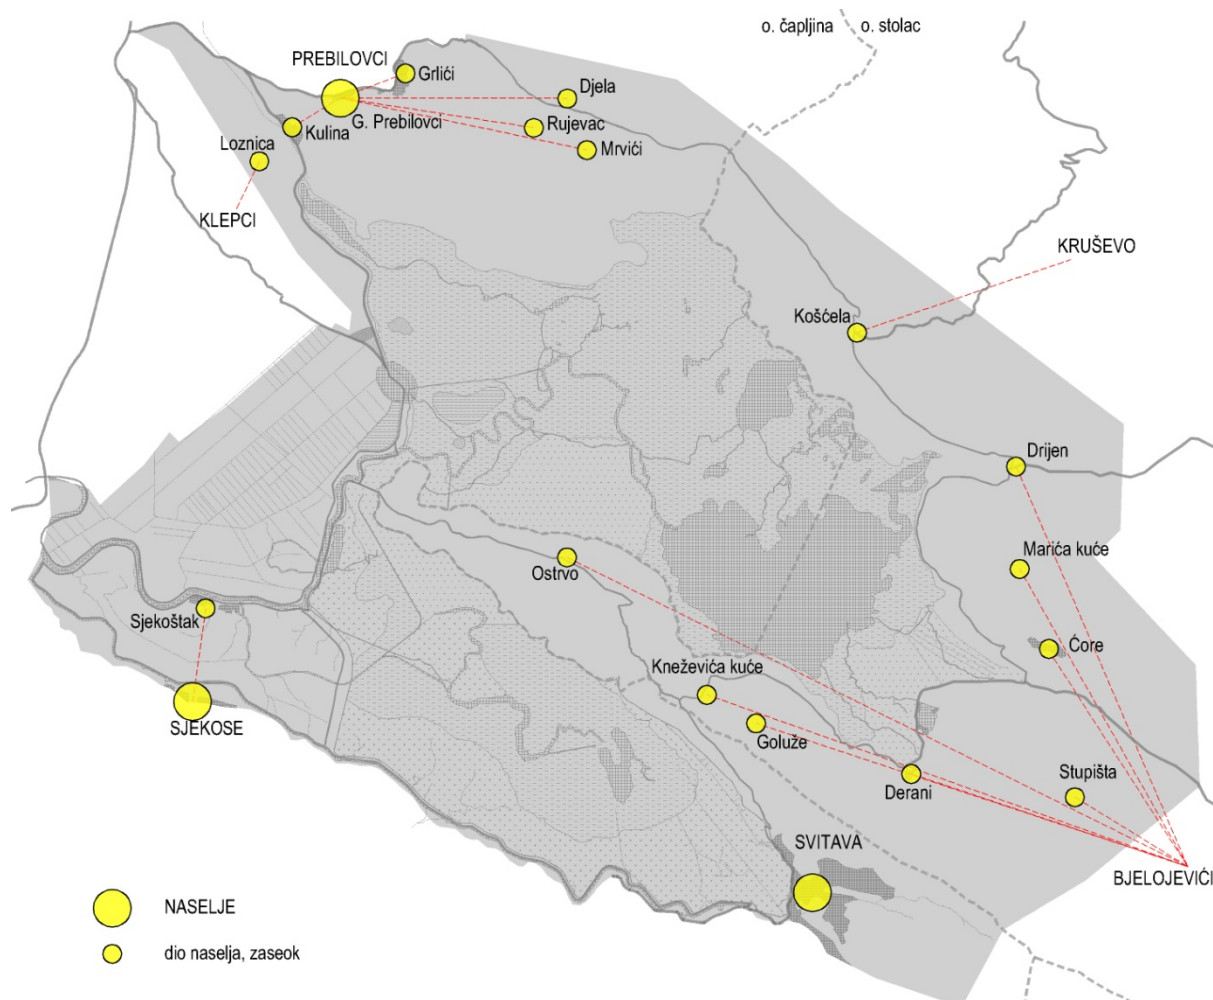 o. čapljina
o. stolac
PREBILOVCI
Grlići
Djela
G. Prebilovci
Kulina
Rujevac
Mrvići
Loznica
KLEPCI
KRUŠEVO
Košćela
Drijen
Marića kuće
Ostrvo
Sjekoštak
Ćore
Kneževića kuće
SJEKOSE
Goluže
Derani
Stupišta
SVITAVA
BJELOJEVIĆI
NASELJE
dio naselja, zaseok